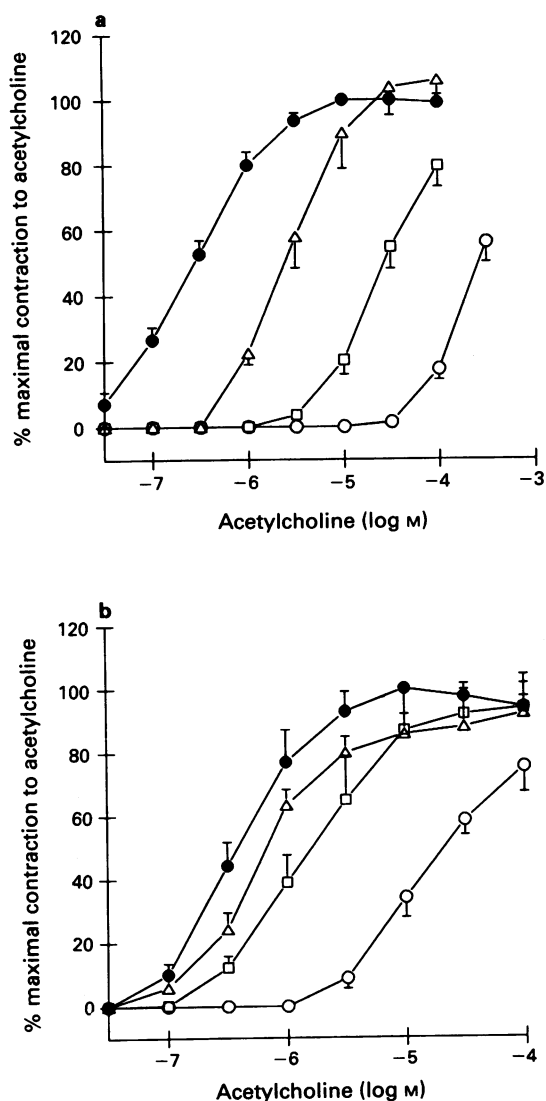 a
120
100
80
60
40
20
0
% maximal contraction to acetylcholine
−7 −6 −5 −4 −3
Acetylcholine (log M)
b
120
100
80
60
40
20
0
% maximal contraction to acetylcholine
−7 −6 −5 −4
Acetylcholine (log M)